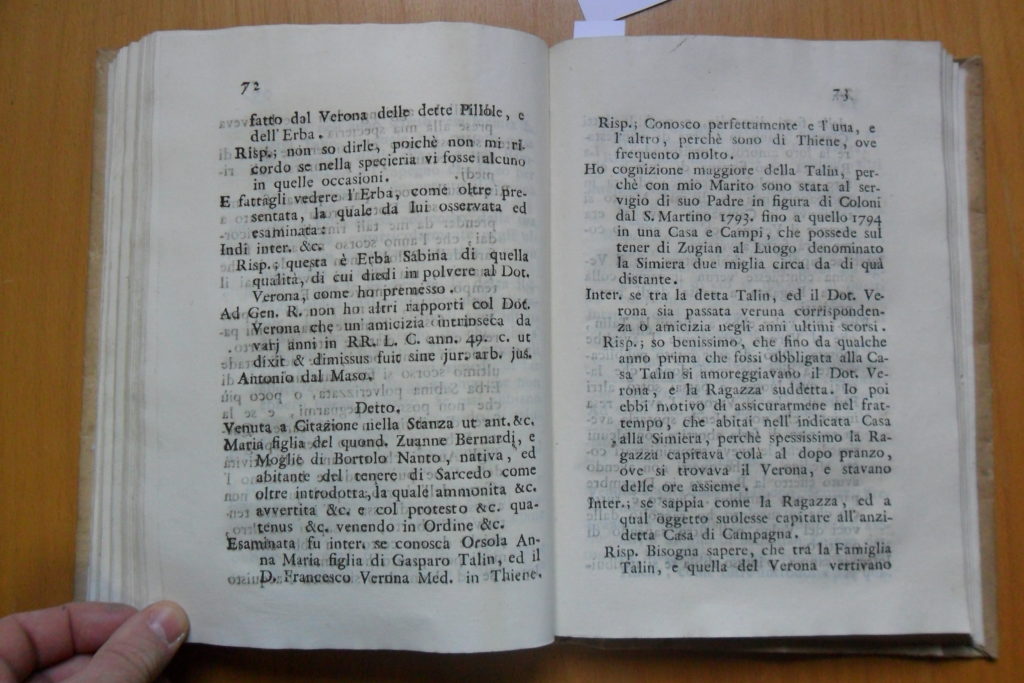 72
fatto dal Verona delle dette Pillole, e
dell'Erba.
Risp.; non so dirle, poichè non mi ri-
cordo se nella specieria vi fosse alcuno
in quelle occasioni.
E fattagli vedere l'Erba, come oltre pre-
sentata, la quale da lui osservata ed
esaminata:
Indi inter. &c.
Risp.; questa è Erba Sabina di quella
qualità, di cui diedi in polvere al Dot.
Verona, come ho premesso.
Ad Gen. R. non ho altri rapporti col Dot.
Verona che un'amicizia intrinseca da
varj anni in RR. L. C. ann. 49. c. ut
dixit & dimissus fuit sine jur. arb. jus.
Antonio dal Maso.
Detto.
Venuta a Citazione nella Stanza ut ant. &c.
Maria figlia del quond. Zuanne Bernardi, e
Moglie di Bortolo Nanto, nativa, ed
abitante del tenere di Sarcedo come
oltre introdotta, la quale ammonita &c.
avvertita &c. e col protesto &c. qua-
tenus &c. venendo in Ordine &c.
Esaminata fu inter. se conosca Orsola An-
na Maria figlia di Gasparo Talin, ed il
D. Francesco Verona Med. in Thiene.
73
Risp.; Conosco perfettamente e l'una, e
l'altro, perchè sono di Thiene, ove
frequento molto.
Ho cognizione maggiore della Talin, per-
chè con mio Marito sono stata al ser-
vigio di suo Padre in figura di Coloni
dal S. Martino 1793. fino a quello 1794
in una Casa e Campi, che possede sul
tener di Zugian al Luogo denominato
la Simiera due miglia circa da di quà
distante.
Inter. se tra la detta Talin, ed il Dot. Ve-
rona sia passata veruna corrisponden-
za o amicizia negli anni ultimi scorsi.
Risp.; so benissimo, che fino da qualche
anno prima che fossi obbligata alla Ca-
sa Talin si amoreggiavano il Dot. Ve-
rona, e la Ragazza suddetta. Io poi
ebbi motivo di assicurarmene nel frat-
tempo, che abitai nell'indicata Casa
alla Simiera, perchè spessissimo la Ra-
gazza capitava colà al dopo pranzo,
ove si trovava il Verona, e stavano
delle ore assieme.
Inter.; se sappia come la Ragazza, ed a
qual oggetto suolesse capitare all'anzi-
detta Casa di Campagna.
Risp. Bisogna sapere, che tra la Famiglia
Talin, e quella del Verona vertivano